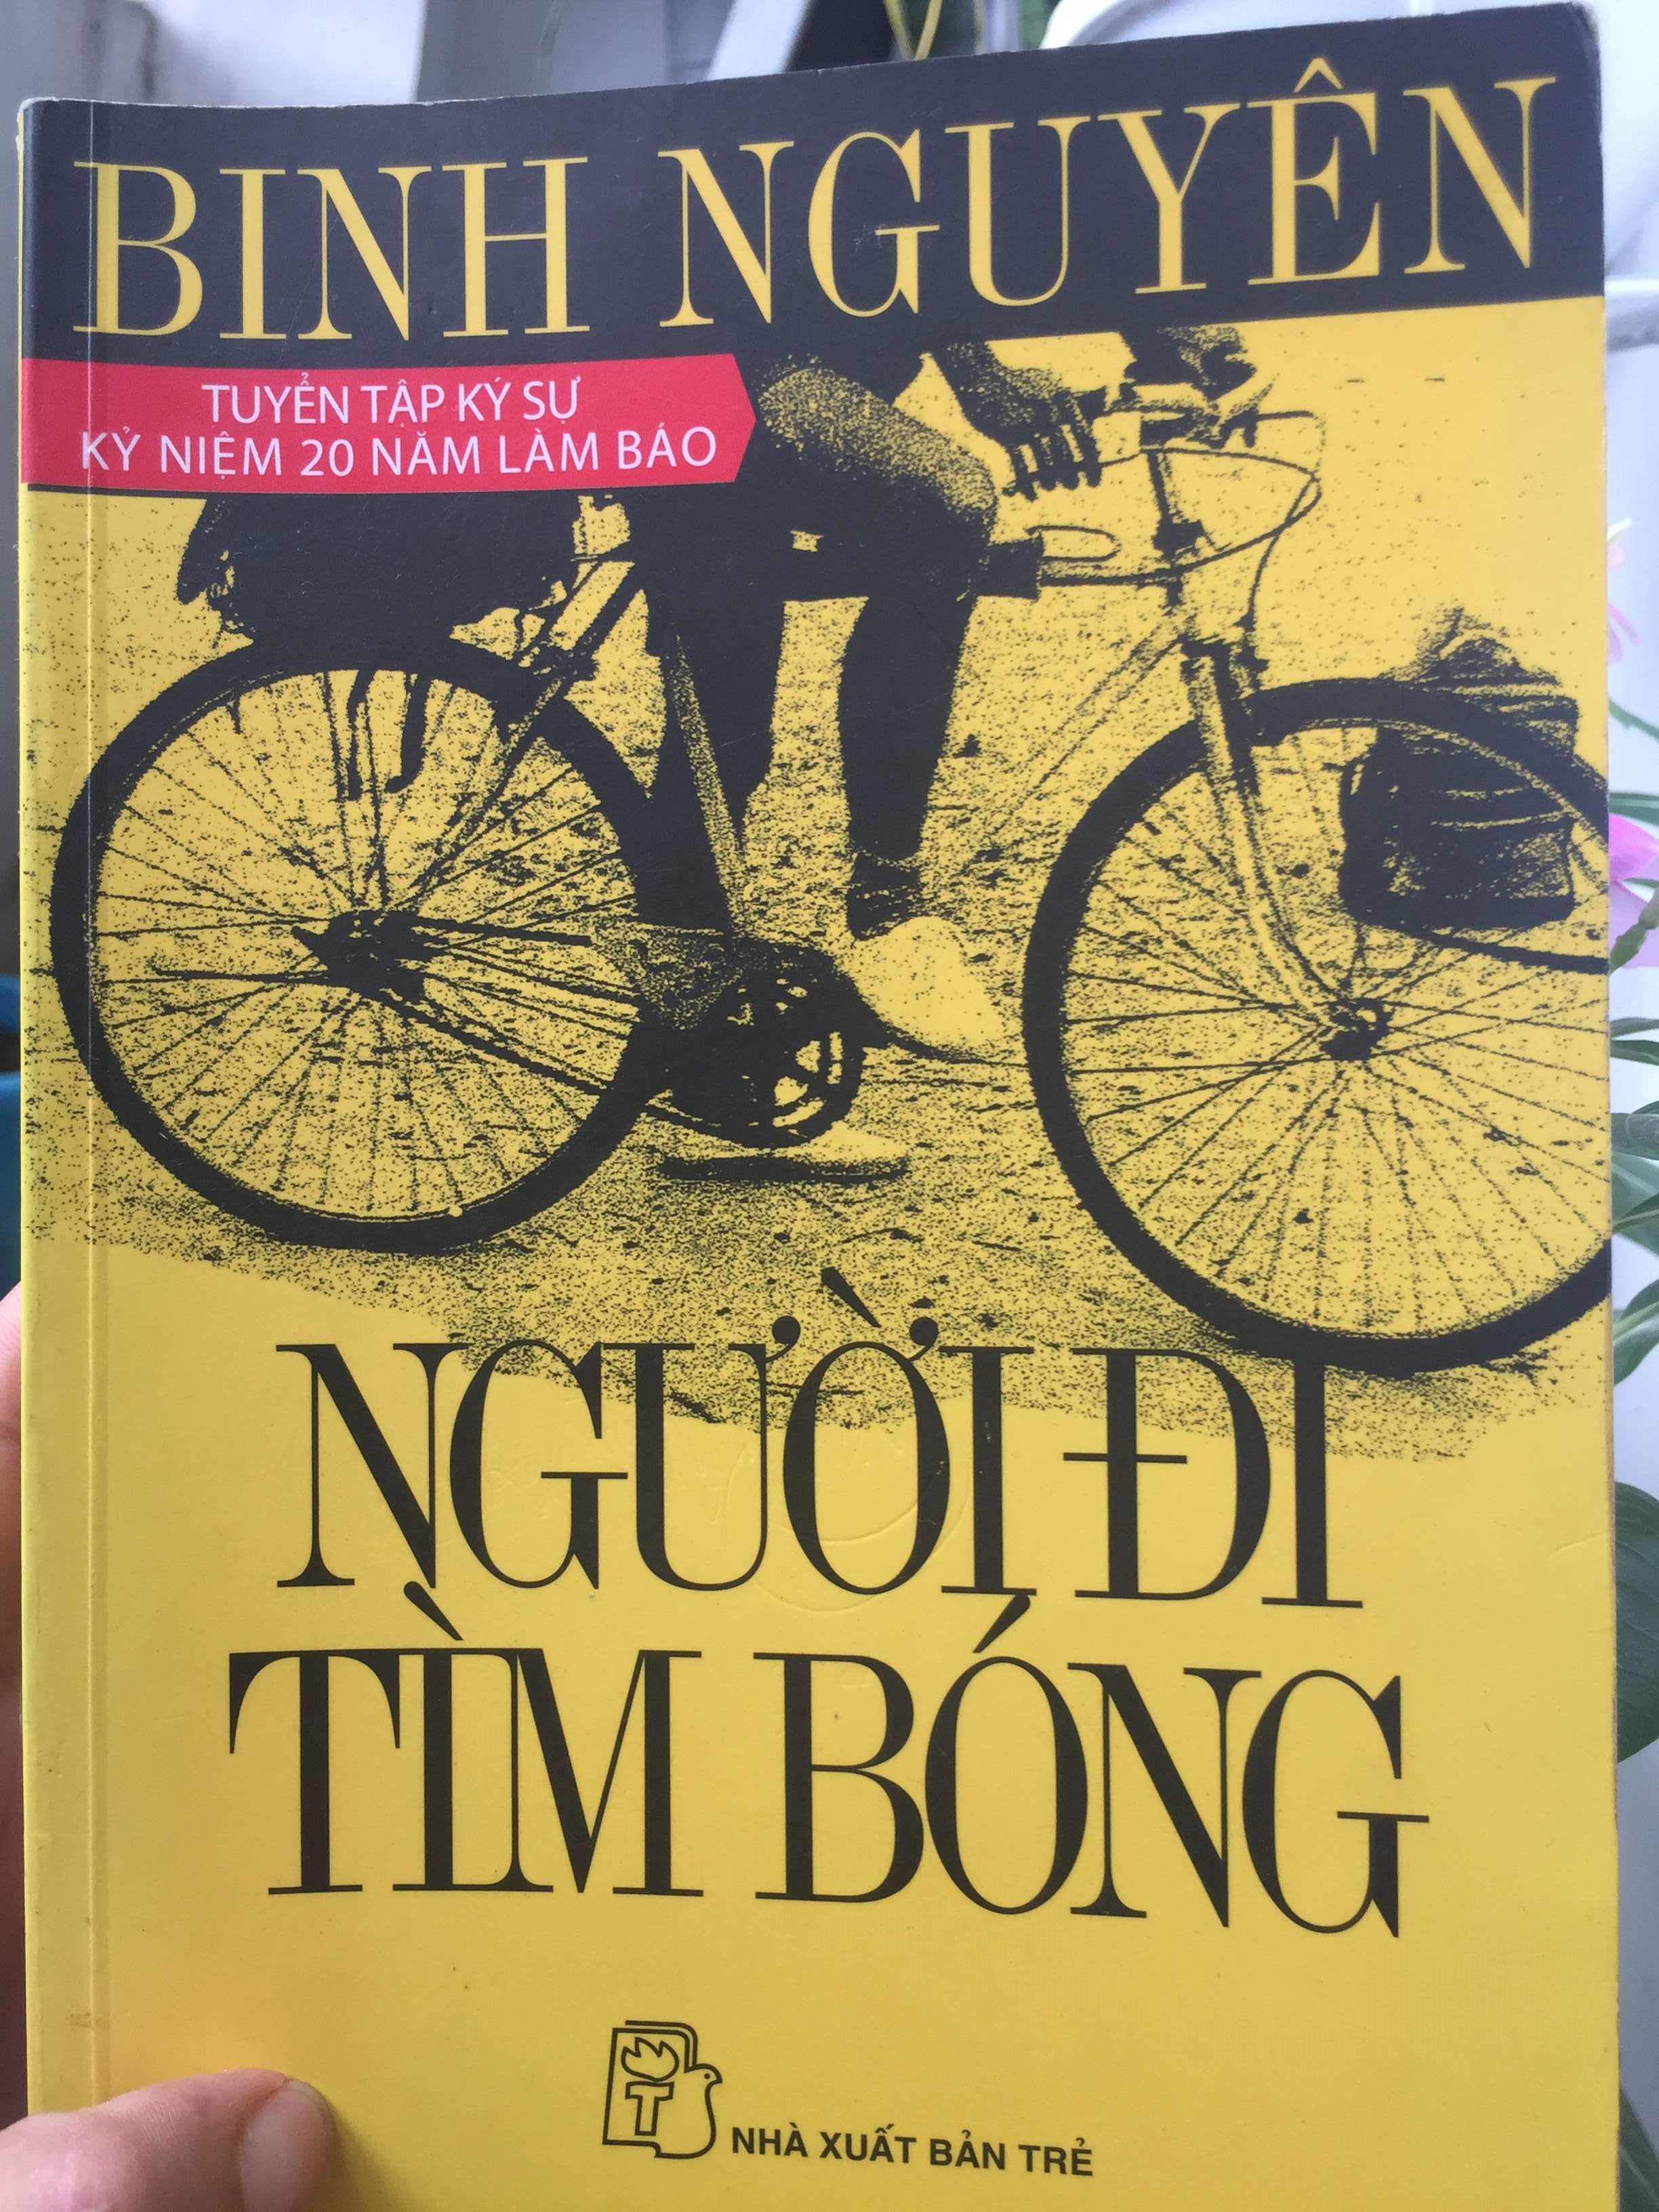 BINH NGUYÊN
TUYỂN TẬP KÝ SỰ
KỶ NIỆM 20 NĂM LÀM BÁO
NGƯỜI ĐI
TÌM BÓNG
T
NHÀ XUẤT BẢN TRẺ